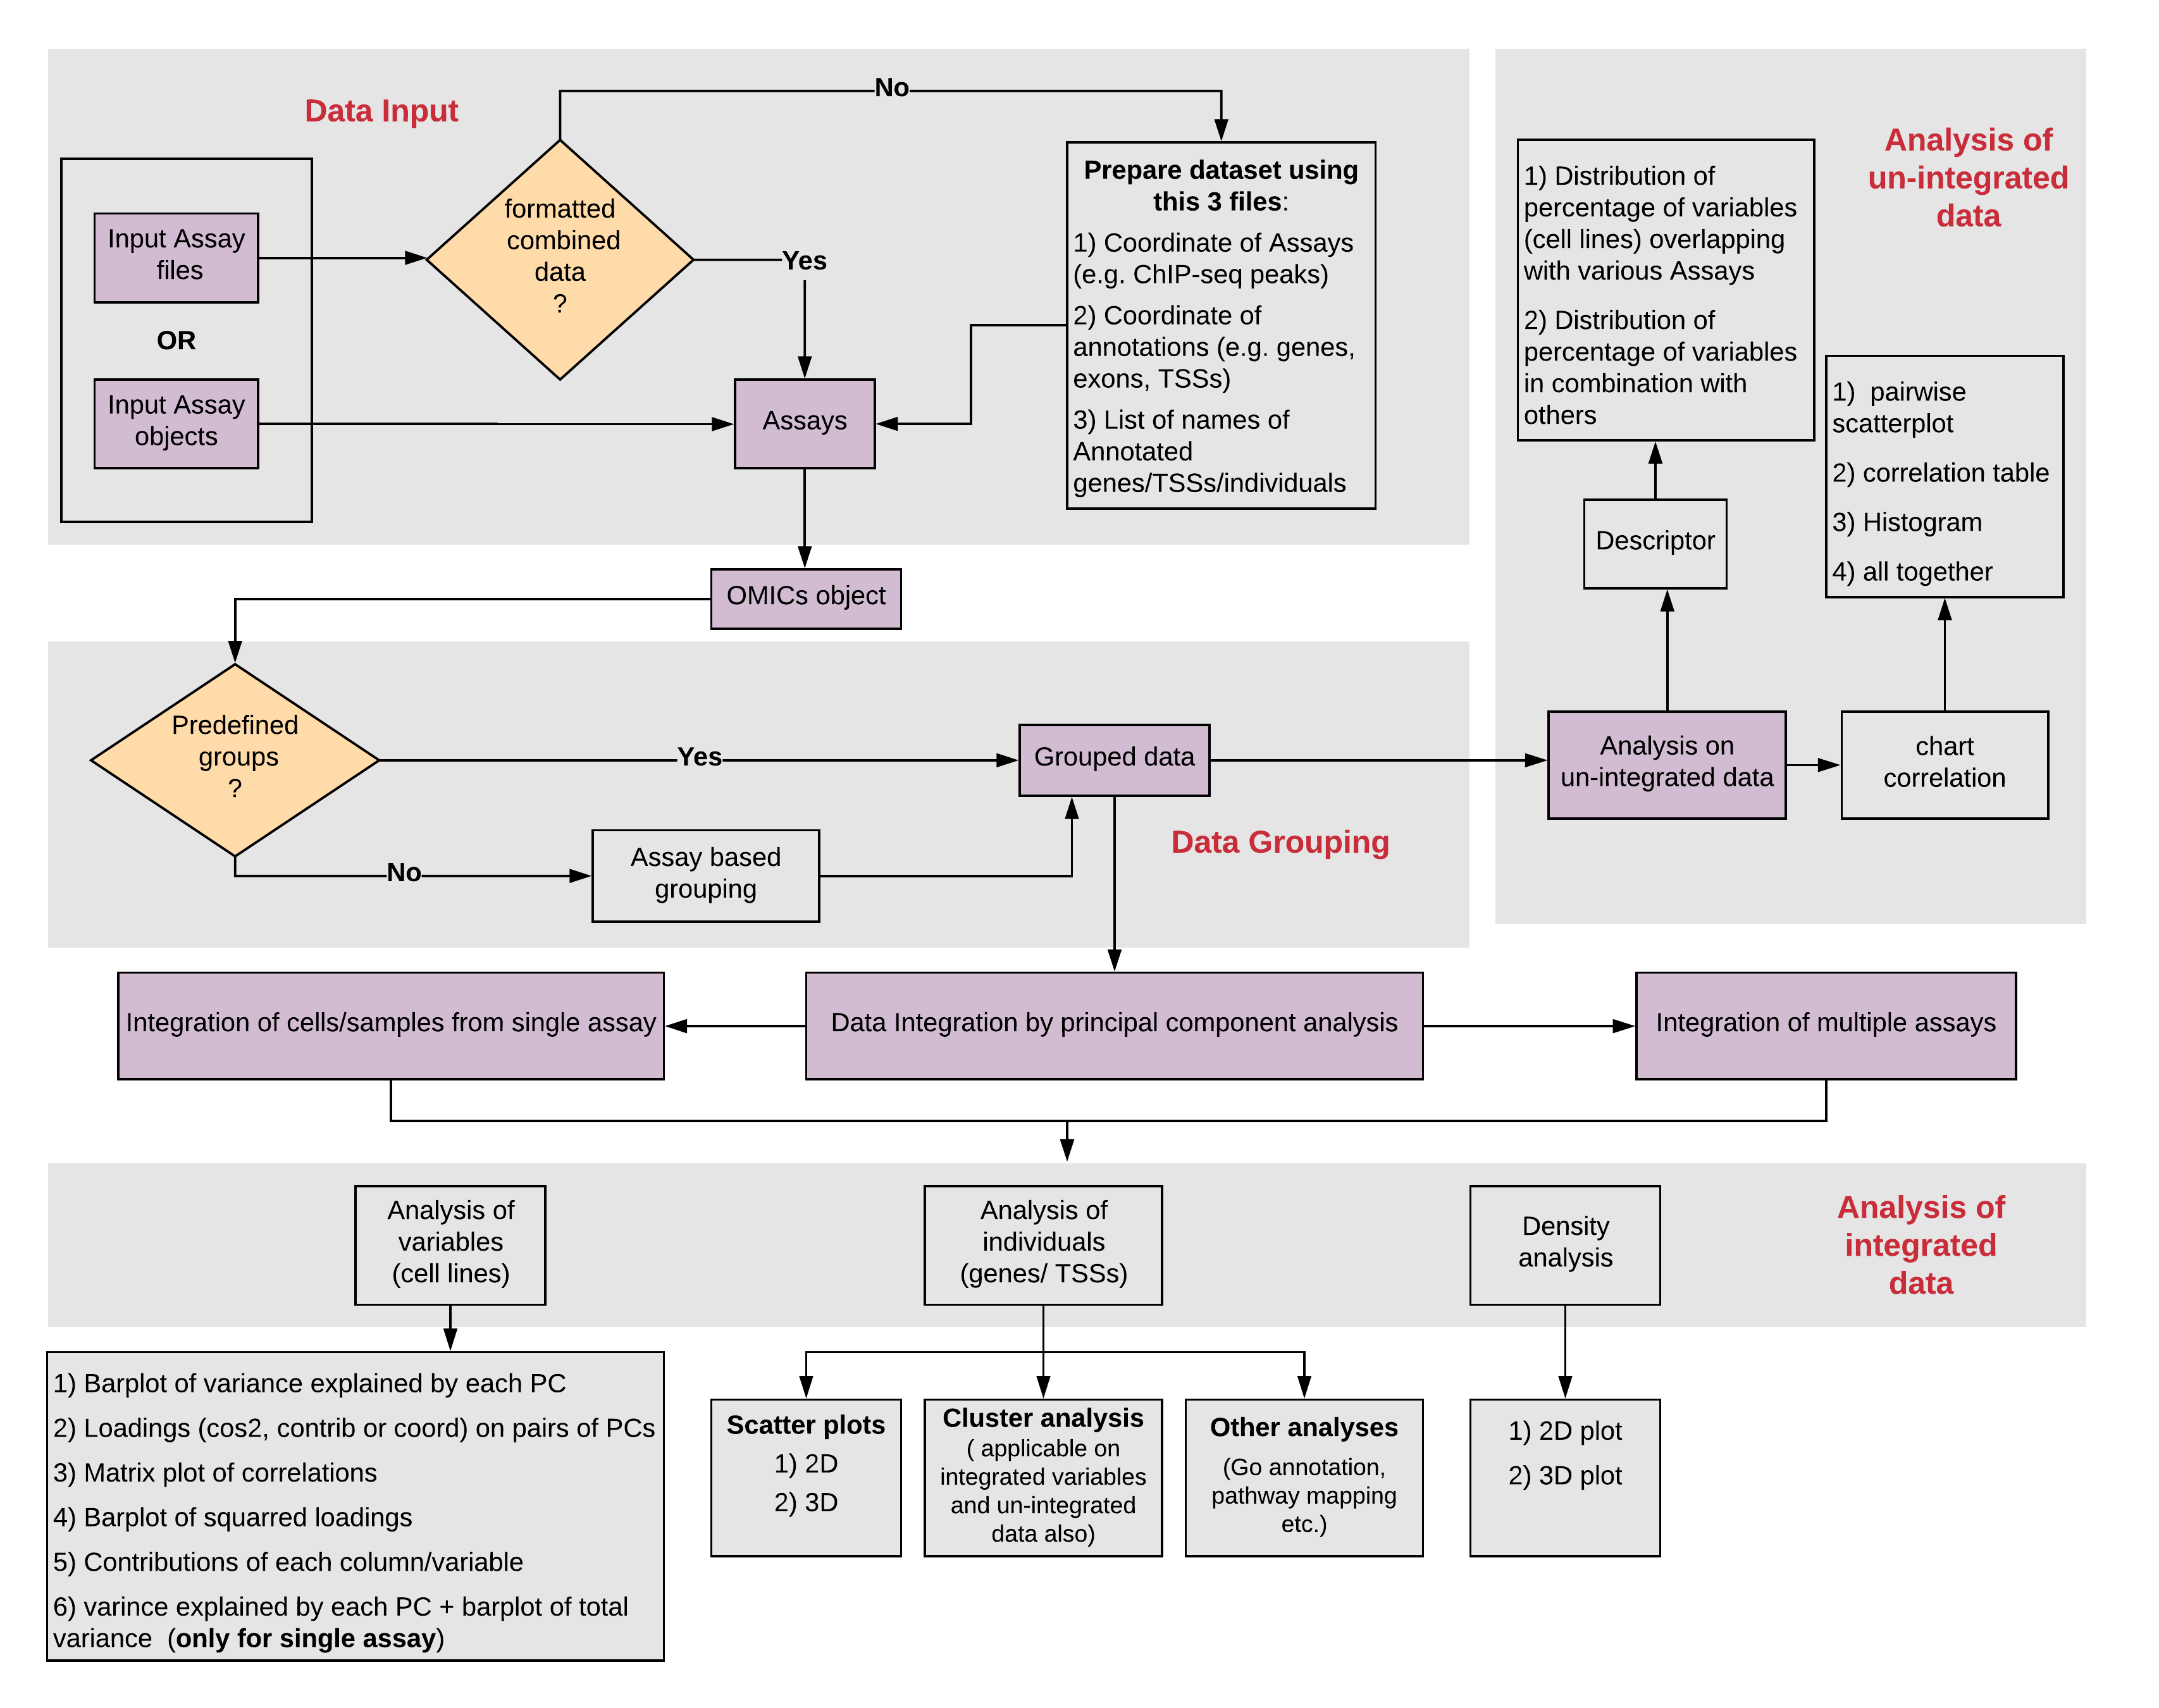 Data Input
No
Input Assay
files
OR
Input Assay
objects
formatted
combined
data
?
Yes
Assays
Prepare dataset using
this 3 files:
1) Coordinate of Assays
(e.g. ChIP-seq peaks)
2) Coordinate of
annotations (e.g. genes,
exons, TSSs)
3) List of names of
Annotated
genes/TSSs/individuals
OMICs object
Analysis of
un-integrated
data
1) Distribution of
percentage of variables
(cell lines) overlapping
with various Assays
2) Distribution of
percentage of variables
in combination with
others
1)  pairwise
scatterplot
2) correlation table
3) Histogram
4) all together
Descriptor
Analysis on
un-integrated data
chart
correlation
Predefined
groups
?
Yes
Grouped data
Data Grouping
No
Assay based
grouping
Integration of cells/samples from single assay
Data Integration by principal component analysis
Integration of multiple assays
Analysis of
variables
(cell lines)
Analysis of
individuals
(genes/ TSSs)
Density
analysis
Analysis of
integrated
data
1) Barplot of variance explained by each PC
2) Loadings (cos2, contrib or coord) on pairs of PCs
3) Matrix plot of correlations
4) Barplot of squarred loadings
5) Contributions of each column/variable
6) varince explained by each PC + barplot of total
variance  (only for single assay)
Scatter plots
1) 2D
2) 3D
Cluster analysis
( applicable on
integrated variables
and un-integrated
data also)
Other analyses
(Go annotation,
pathway mapping
etc.)
1) 2D plot
2) 3D plot